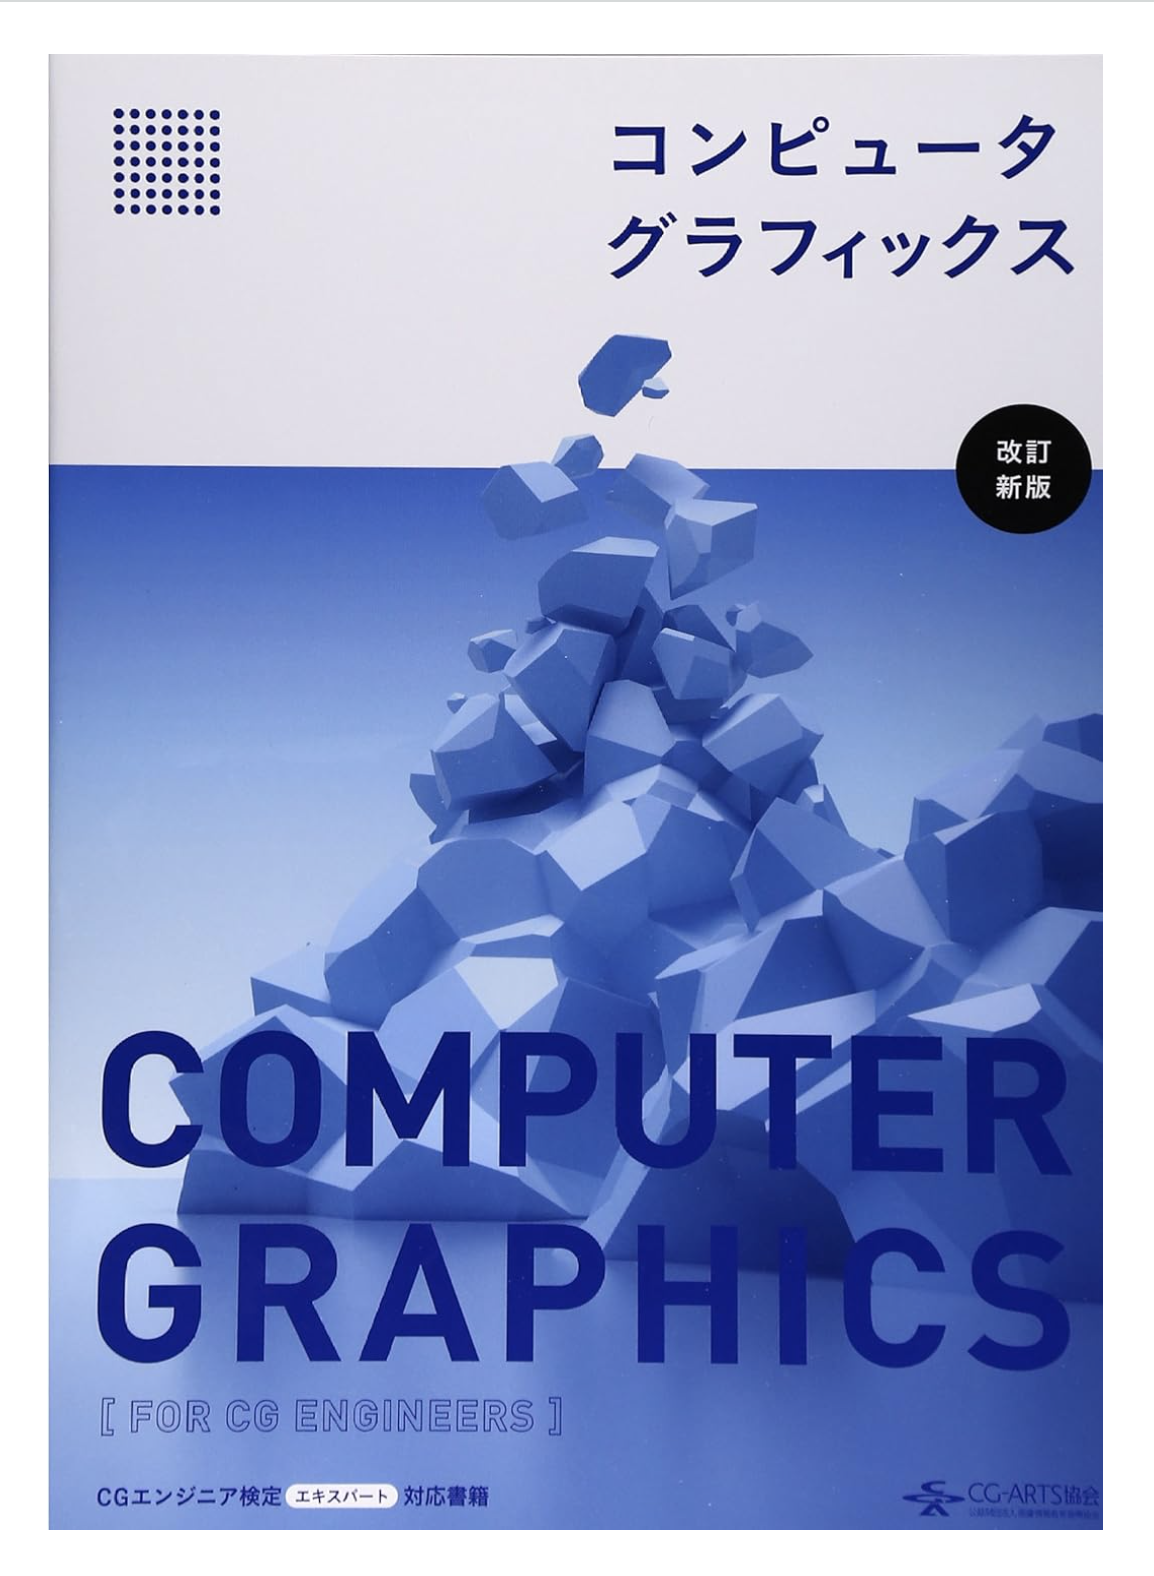 コンピュータ
グラフィックス
改訂
新版
COMPUTER
GRAPHICS
[ FOR CG ENGINEERS ]
CGエンジニア検定 エキスパート 対応書籍
CG-ARTS協会